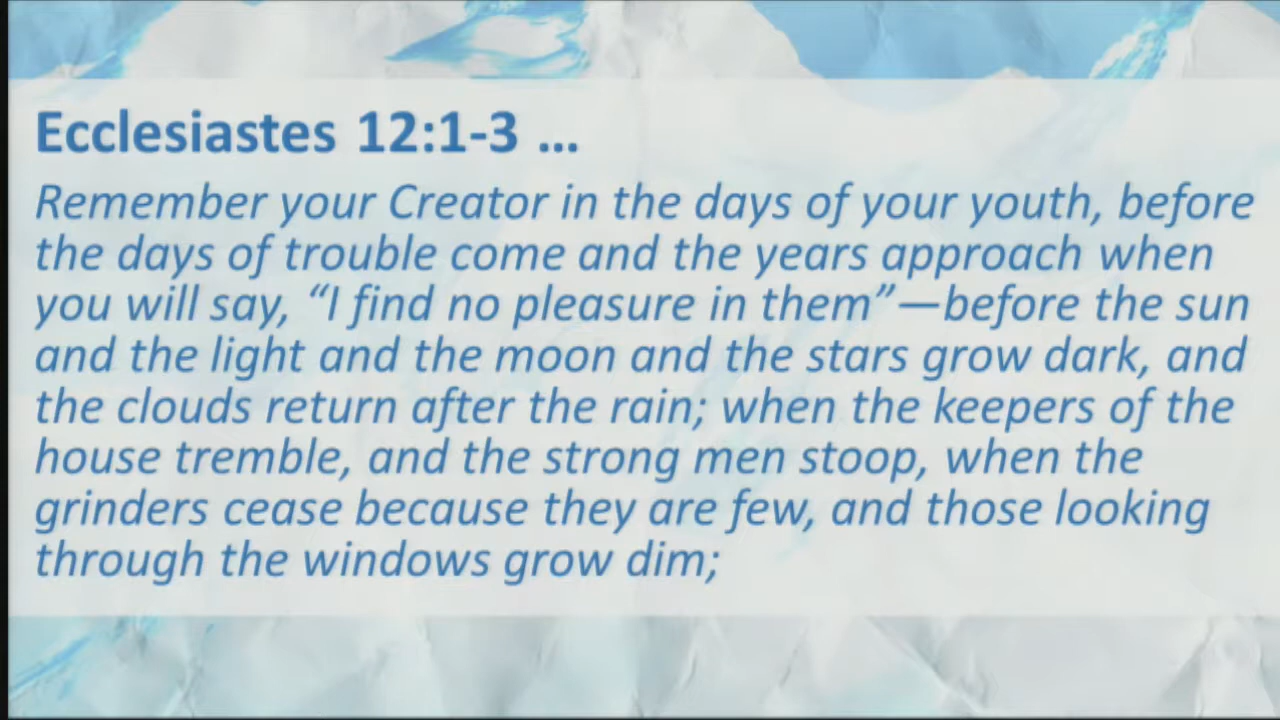 Ecclesiastes 12:1-3 ...
Remember your Creator in the days of your youth, before
the days of trouble come and the years approach when
you will say, “I find no pleasure in them”—before the sun
and the light and the moon and the stars grow dark, and
the clouds return after the rain; when the keepers of the
house tremble, and the strong men stoop, when the
grinders cease because they are few, and those looking
through the windows grow dim;